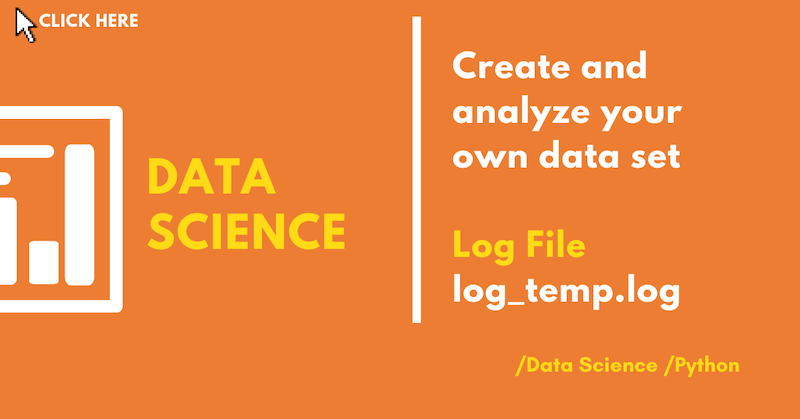 CLICK HERE
DATA
SCIENCE
Create and
analyze your
own data set
Log File
log_temp.log
/Data Science /Python